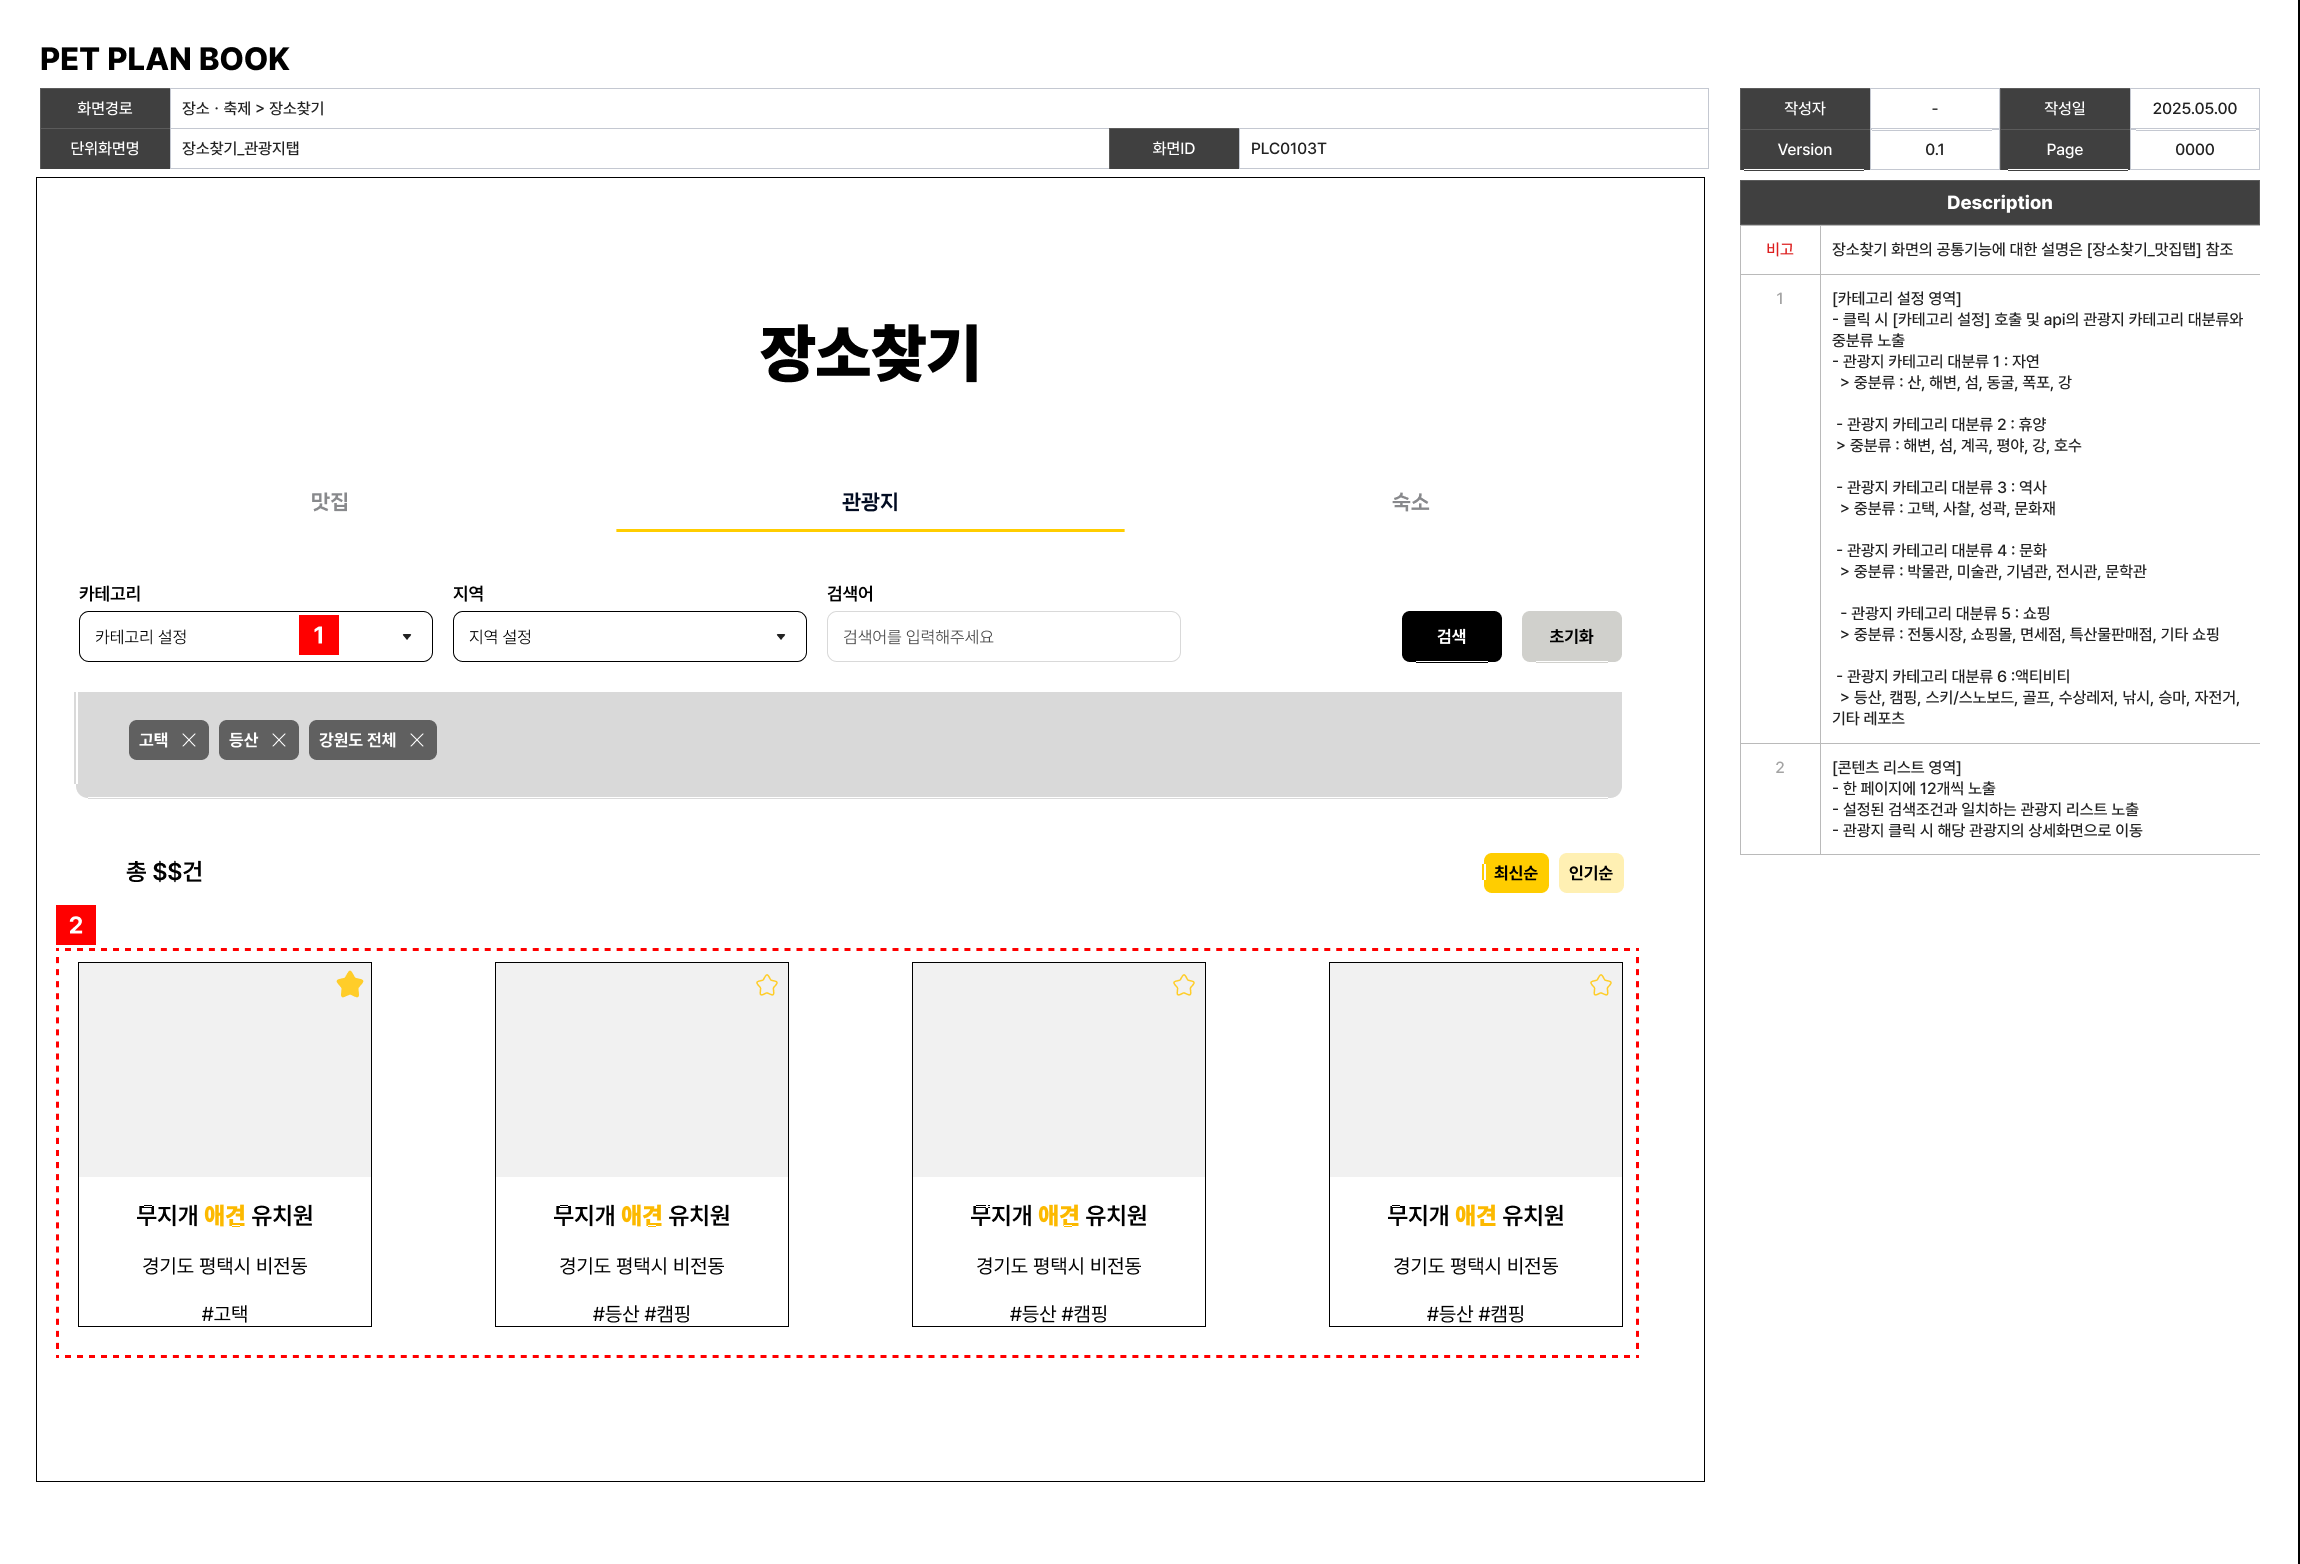 PET PLAN BOOK
화면경로 장소 · 축제 > 장소찾기
단위화면명 장소찾기_관광지탭 화면ID PLC0103T
작성자 - 작성일 2025.05.00
Version 0.1 Page 0000
장소찾기
맛집 관광지 숙소
카테고리 지역 검색어
카테고리 설정 1 지역 설정 검색어를 입력해주세요 검색 초기화
고택 등산 강원도 전체
총 $$건 최신순 인기순
2
무지개 애견 유치원 무지개 애견 유치원 무지개 애견 유치원 무지개 애견 유치원
경기도 평택시 비전동 경기도 평택시 비전동 경기도 평택시 비전동 경기도 평택시 비전동
#고택 #등산 #캠핑 #등산 #캠핑 #등산 #캠핑
Description
비고 장소찾기 화면의 공통기능에 대한 설명은 [장소찾기_맛집탭] 참조
1 [카테고리 설정 영역]
- 클릭 시 [카테고리 설정] 호출 및 api의 관광지 카테고리 대분류와
중분류 노출
- 관광지 카테고리 대분류 1 : 자연
> 중분류 : 산, 해변, 섬, 동굴, 폭포, 강
- 관광지 카테고리 대분류 2 : 휴양
> 중분류 : 해변, 섬, 계곡, 평야, 강, 호수
- 관광지 카테고리 대분류 3 : 역사
> 중분류 : 고택, 사찰, 성곽, 문화재
- 관광지 카테고리 대분류 4 : 문화
> 중분류 : 박물관, 미술관, 기념관, 전시관, 문학관
- 관광지 카테고리 대분류 5 : 쇼핑
> 중분류 : 전통시장, 쇼핑몰, 면세점, 특산물판매점, 기타 쇼핑
- 관광지 카테고리 대분류 6 :액티비티
> 등산, 캠핑, 스키/스노보드, 골프, 수상레저, 낚시, 승마, 자전거,
기타 레포츠
2 [콘텐츠 리스트 영역]
- 한 페이지에 12개씩 노출
- 설정된 검색조건과 일치하는 관광지 리스트 노출
- 관광지 클릭 시 해당 관광지의 상세화면으로 이동